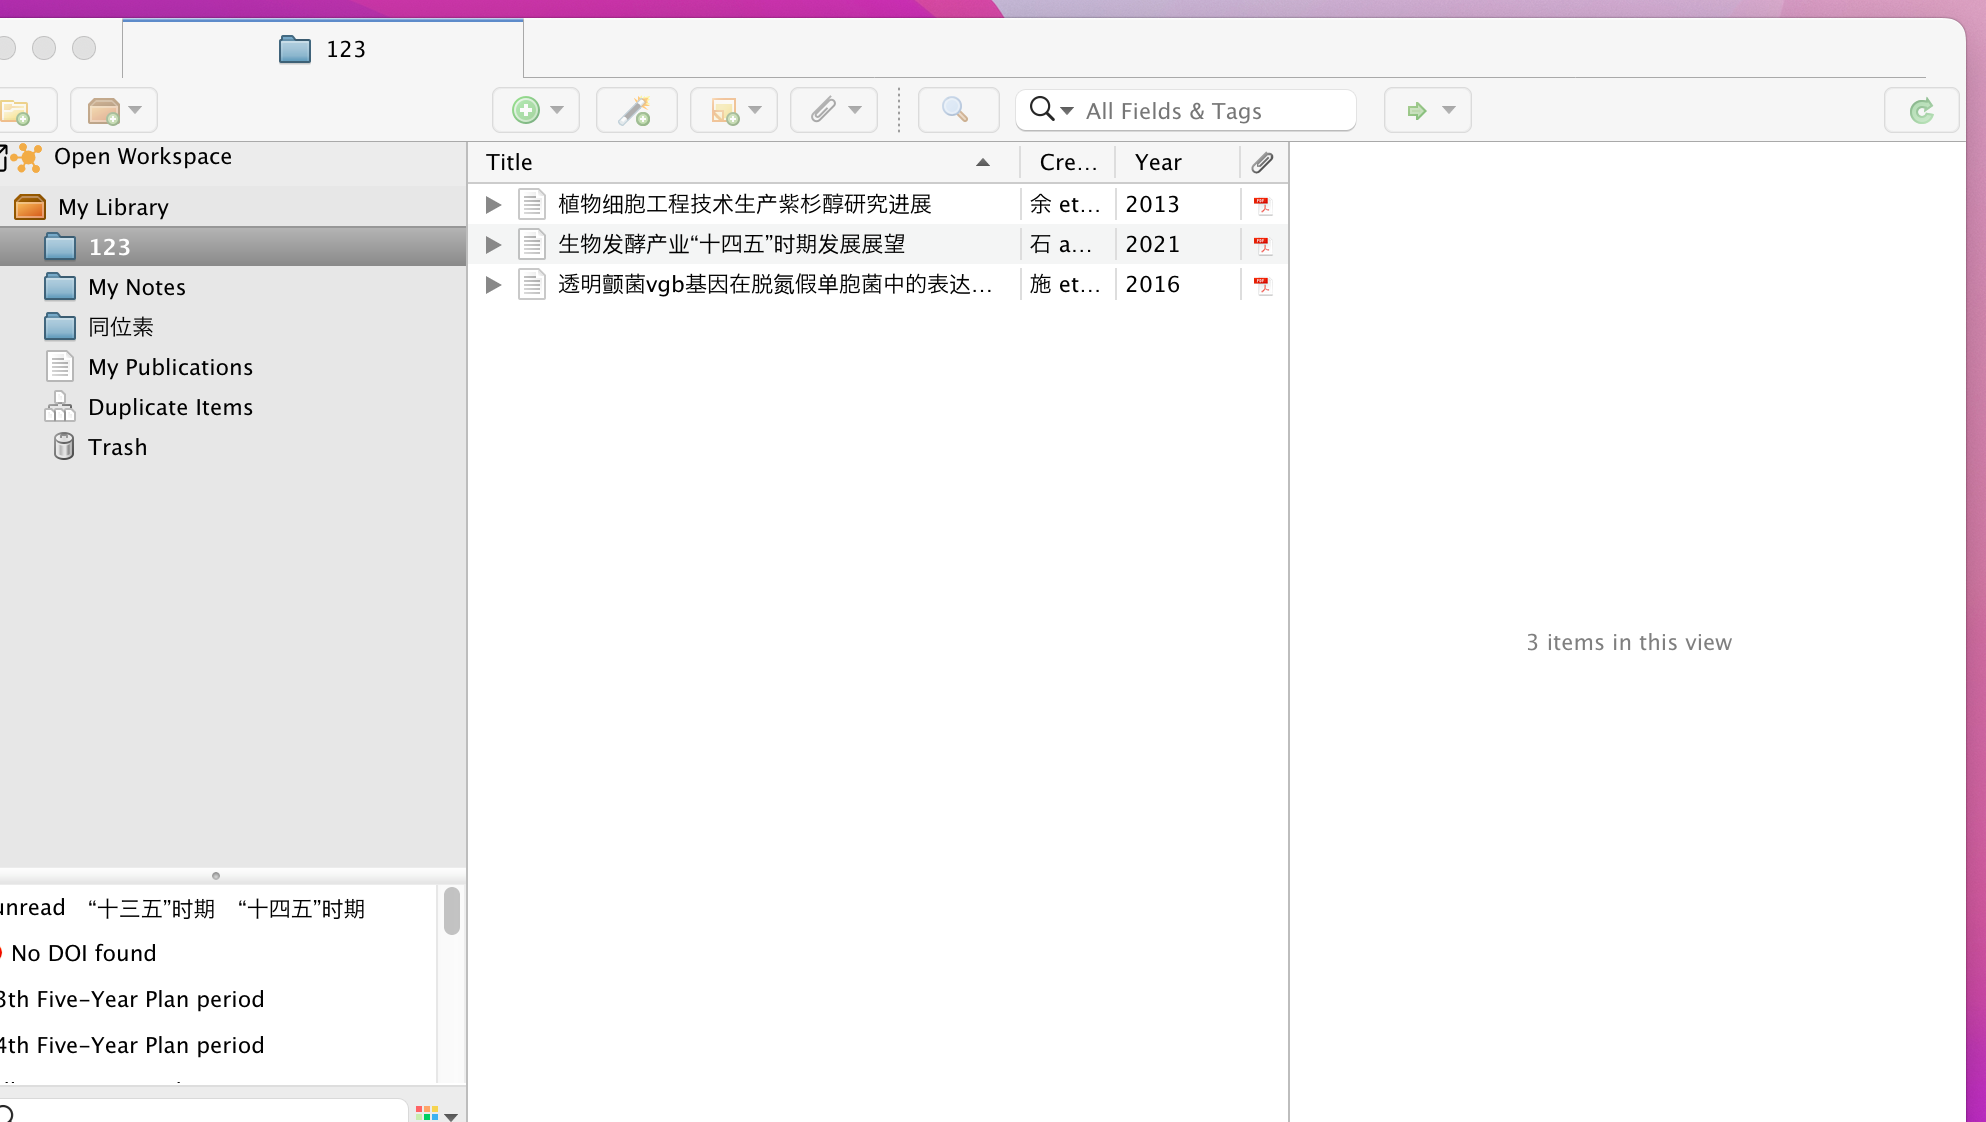 123
All Fields & Tags
Open Workspace
My Library
123
My Notes
同位素
My Publications
Duplicate Items
Trash
Title Cre... Year
植物细胞工程技术生产紫杉醇研究进展 余 et... 2013
生物发酵产业“十四五”时期发展展望 石 a... 2021
透明颤菌vgb基因在脱氮假单胞菌中的表达... 施 et... 2016
3 items in this view
unread “十三五”时期 “十四五”时期
No DOI found
3th Five-Year Plan period
4th Five-Year Plan period